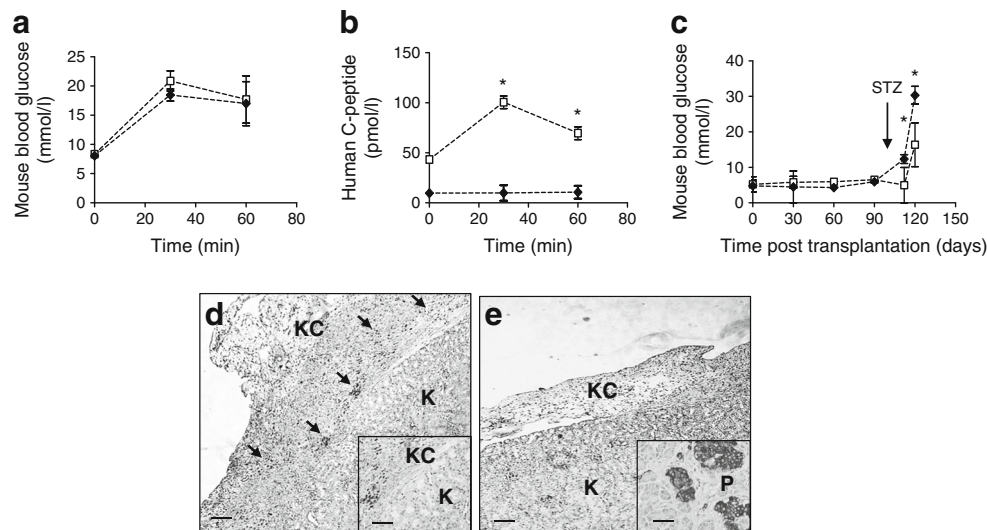 a
Mouse blood glucose
(mmol/l)
25
20
15
10
5
0
0
20
40
60
80
Time (min)
b
Human C-peptide
(pmol/l)
150
100
50
0
*
*
0
20
40
60
80
Time (min)
c
Mouse blood glucose
(mmol/l)
40
30
20
10
0
STZ
*
*
0
30
60
90
120
150
Time post transplantation (days)
d
KC
K
KC
K
e
KC
K
P